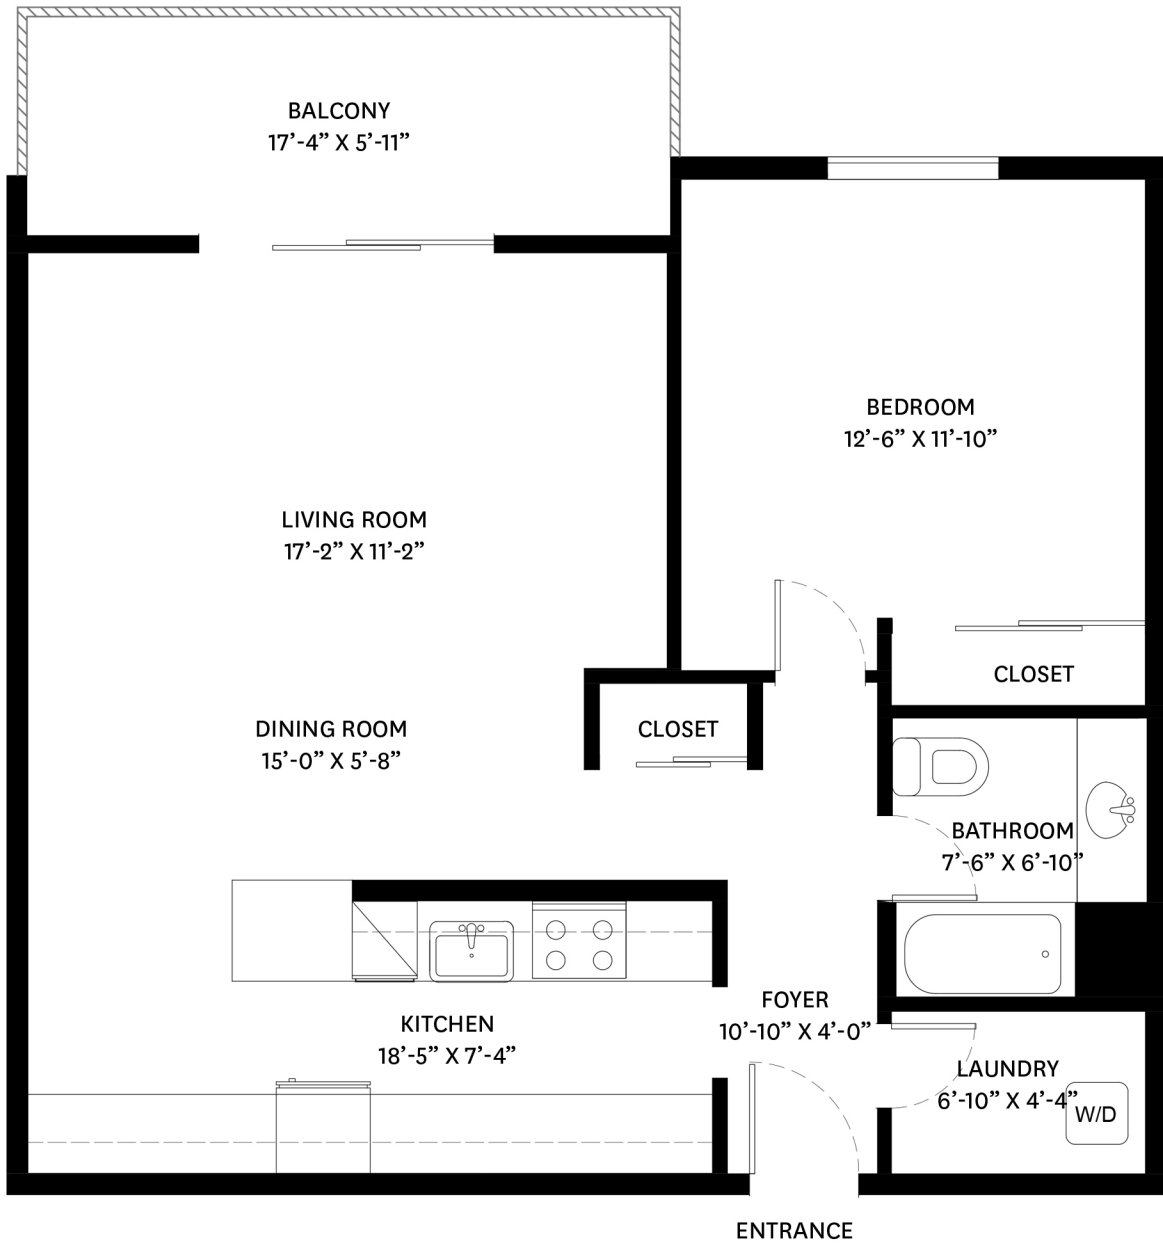 BALCONY
17’-4” X 5’-11”
BEDROOM
12’-6” X 11’-10”
LIVING ROOM
17’-2” X 11’-2”
CLOSET
DINING ROOM
15’-0” X 5’-8”
CLOSET
BATHROOM
7’-6” X 6’-10”
FOYER
10’-10” X 4’-0”
KITCHEN
18’-5” X 7’-4”
LAUNDRY
6’-10” X 4’-4”
W/D
ENTRANCE